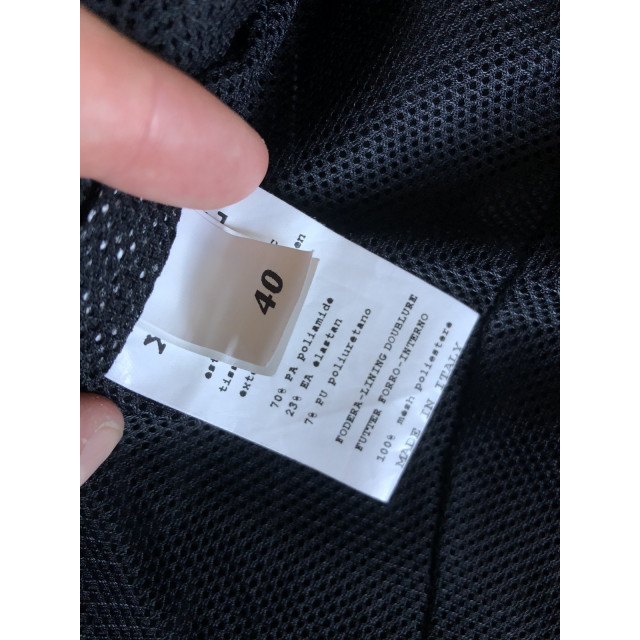 40
70% PA poliamide
23% EA elastan
7% PU poliuretano
FODERA-LINING DOUBLURE
FUTTER FORRO-INTERNO
100% mesh poliestere
MADE IN ITALY